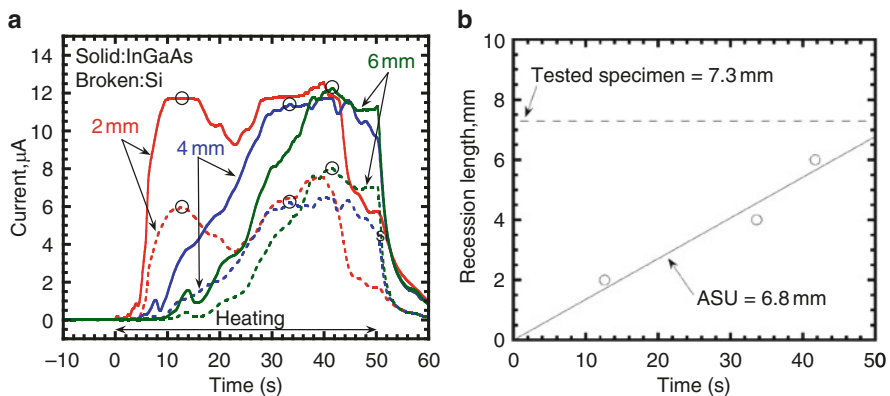 a
14
12
10
8
6
4
2
0
Current,μA
Solid:InGaAs
Broken:Si
2 mm
4 mm
6 mm
s
Heating
−10 0 10 20 30 40 50 60
Time (s)
b
10
8
6
4
2
0
Recession length,mm
Tested specimen = 7.3 mm
ASU = 6.8 mm
0 10 20 30 40 50
Time (s)